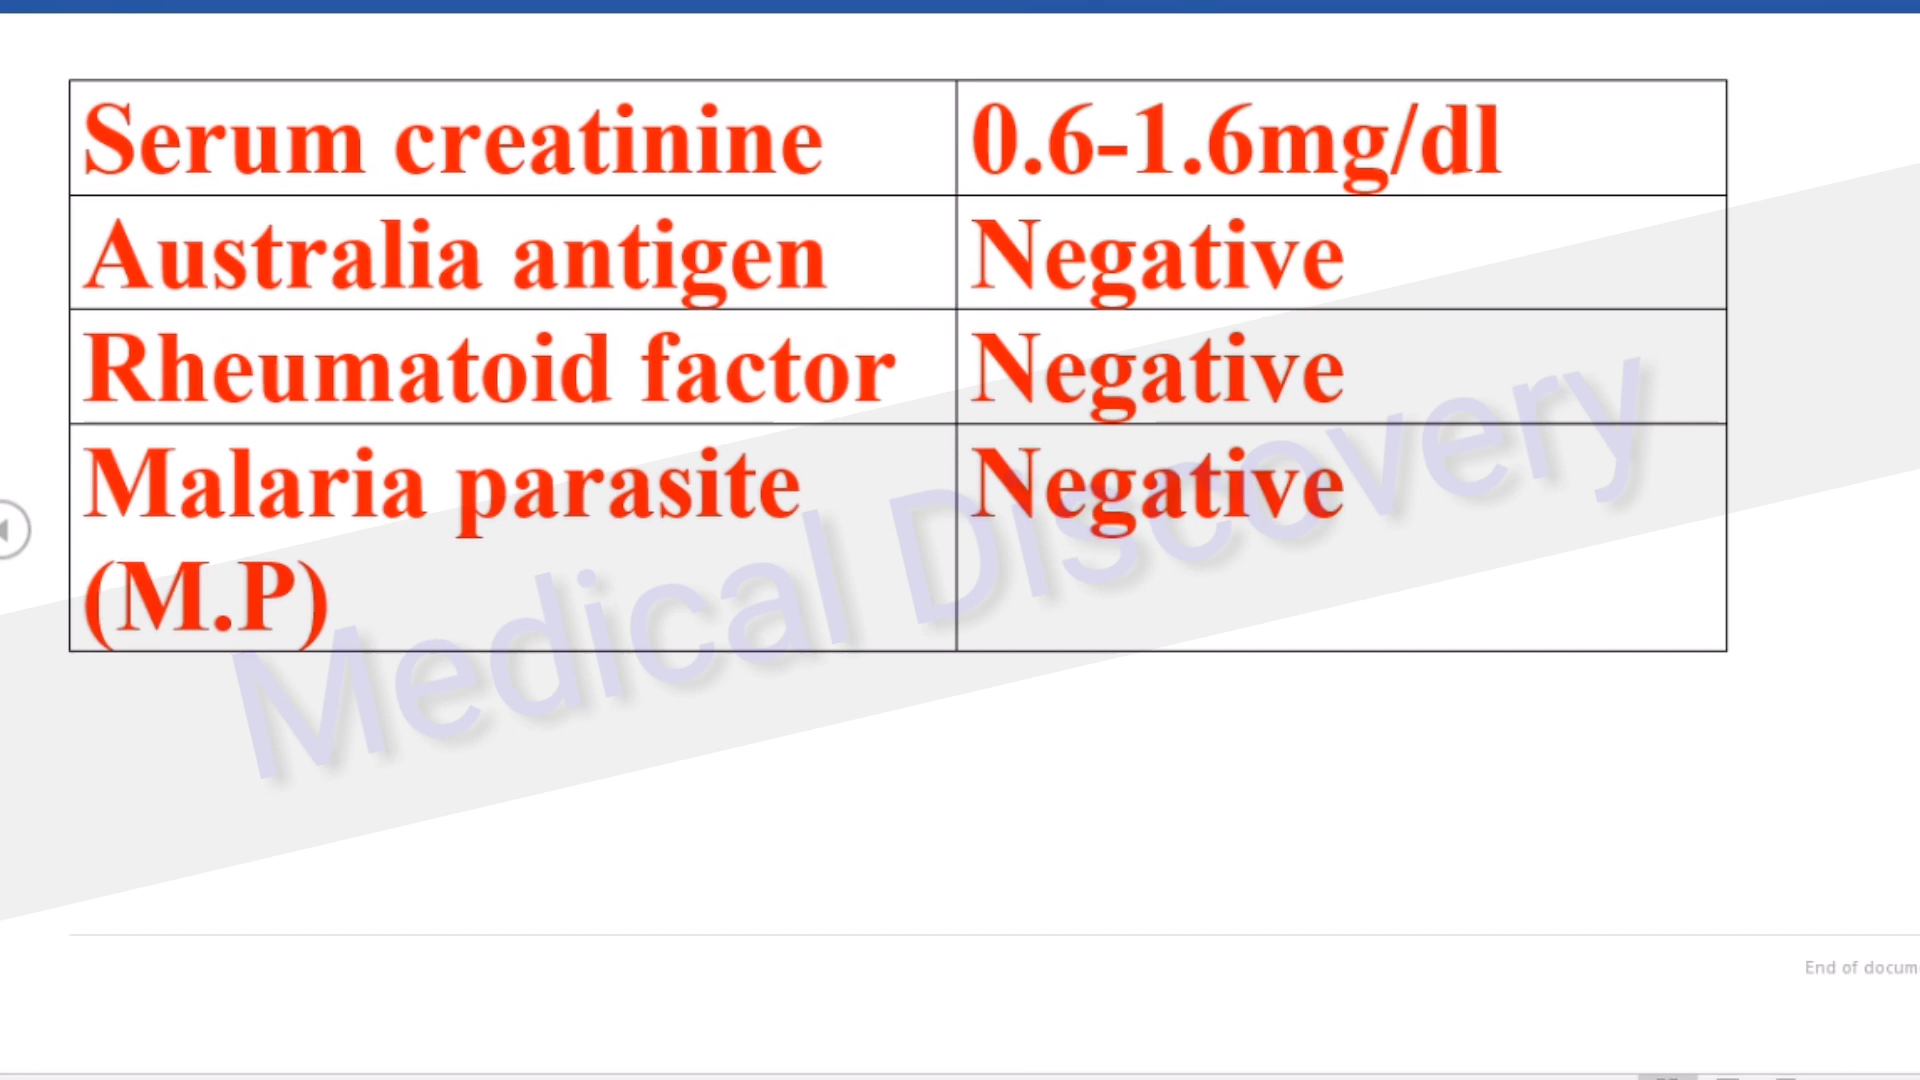 Serum creatinine 0.6-1.6mg/dl
Australia antigen Negative
Rheumatoid factor Negative
Malaria parasite Negative
(M.P)
Medical Discovery
End of